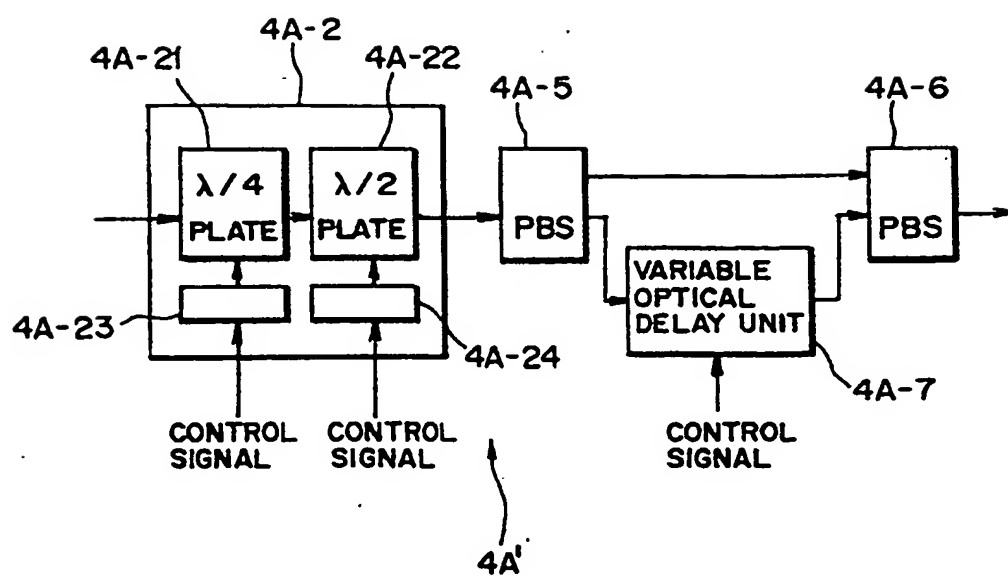 4A-2
4A-21
4A-22
4A-5
4A-6
λ/4
PLATE
λ/2
PLATE
PBS
PBS
VARIABLE
OPTICAL
DELAY UNIT
4A-23
4A-24
4A-7
CONTROL
SIGNAL
CONTROL
SIGNAL
CONTROL
SIGNAL
4A'